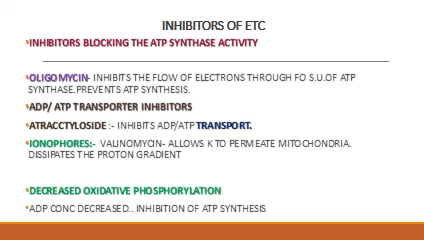 INHIBITORS OF ETC
•INHIBITORS BLOCKING THE ATP SYNTHASE ACTIVITY
•OLIGOMYCIN- INHIBITS THE FLOW OF ELECTRONS THROUGH FO S.U.OF ATP
SYNTHASE.PREVENTS ATP SYNTHESIS.
•ADP/ ATP TRANSPORTER INHIBITORS
•ATRACCTYLOSIDE :- INHIBITS ADP/ATP TRANSPORT.
•IONOPHORES:- VALINOMYCIN- ALLOWS K TO PERMEATE MITOCHONDRIA.
DISSIPATES THE PROTON GRADIENT
•DECREASED OXIDATIVE PHOSPHORYLATION
•ADP CONC DECREASED.. INHIBITION OF ATP SYNTHESIS